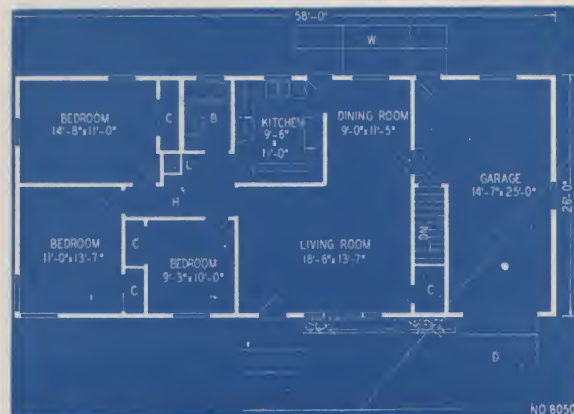 58'-0"
W
BEDROOM
14'-8"x11'-0"
C
B
KITCHEN
9'-6"
x
11'-0"
DINING ROOM
9'-0"x11'-5"
L
GARAGE
14'-7"x25'-0"
26'-0"
H
BEDROOM
11'-0"x13'-7"
C
BEDROOM
9'-3"x10'-0"
LIVING ROOM
18'-6"x13'-7"
DN
C
C
D
NO 8050